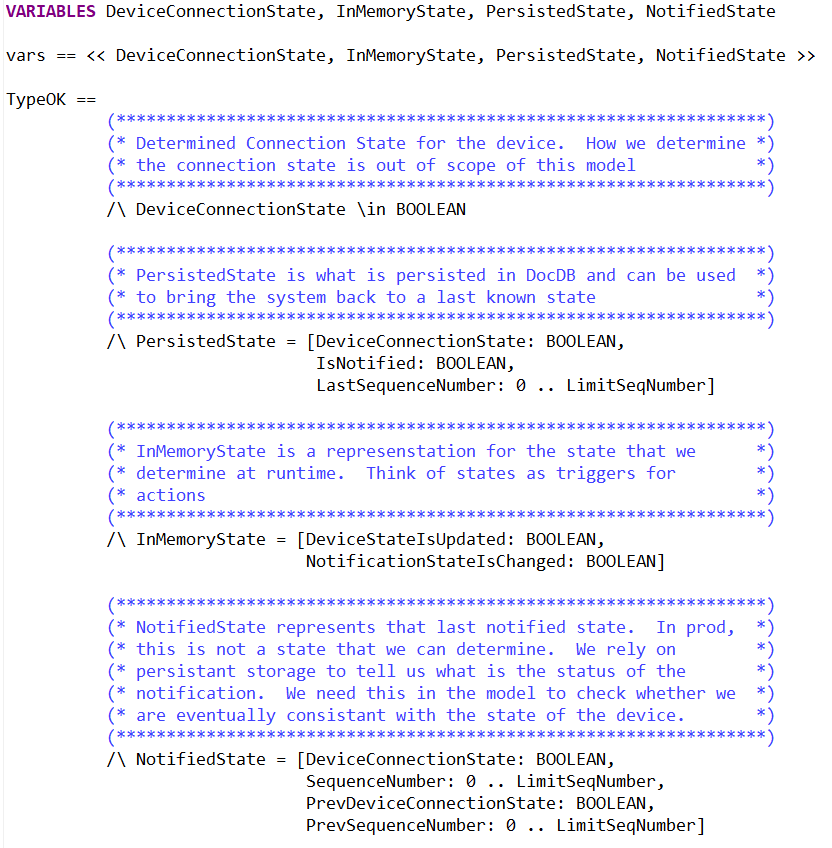 VARIABLES DeviceConnectionState, InMemoryState, PersistedState, NotifiedState
vars == << DeviceConnectionState, InMemoryState, PersistedState, NotifiedState >>
TypeOK ==
(*****************************************************************)
(* Determined Connection State for the device.  How we determine *)
(* the connection state is out of scope of this model            *)
(*****************************************************************)
/\ DeviceConnectionState \in BOOLEAN
(*****************************************************************)
(* PersistedState is what is persisted in DocDB and can be used  *)
(* to bring the system back to a last known state                *)
(*****************************************************************)
/\ PersistedState = [DeviceConnectionState: BOOLEAN,
IsNotified: BOOLEAN,
LastSequenceNumber: 0 .. LimitSeqNumber]
(*****************************************************************)
(* InMemoryState is a represenstation for the state that we      *)
(* determine at runtime.  Think of states as triggers for        *)
(* actions                                                       *)
(*****************************************************************)
/\ InMemoryState = [DeviceStateIsUpdated: BOOLEAN,
NotificationStateIsChanged: BOOLEAN]
(*****************************************************************)
(* NotifiedState represents that last notified state.  In prod,  *)
(* this is not a state that we can determine.  We rely on        *)
(* persistant storage to tell us what is the status of the       *)
(* notification.  We need this in the model to check whether we  *)
(* are eventually consistant with the state of the device.       *)
(*****************************************************************)
/\ NotifiedState = [DeviceConnectionState: BOOLEAN,
SequenceNumber: 0 .. LimitSeqNumber,
PrevDeviceConnectionState: BOOLEAN,
PrevSequenceNumber: 0 .. LimitSeqNumber]